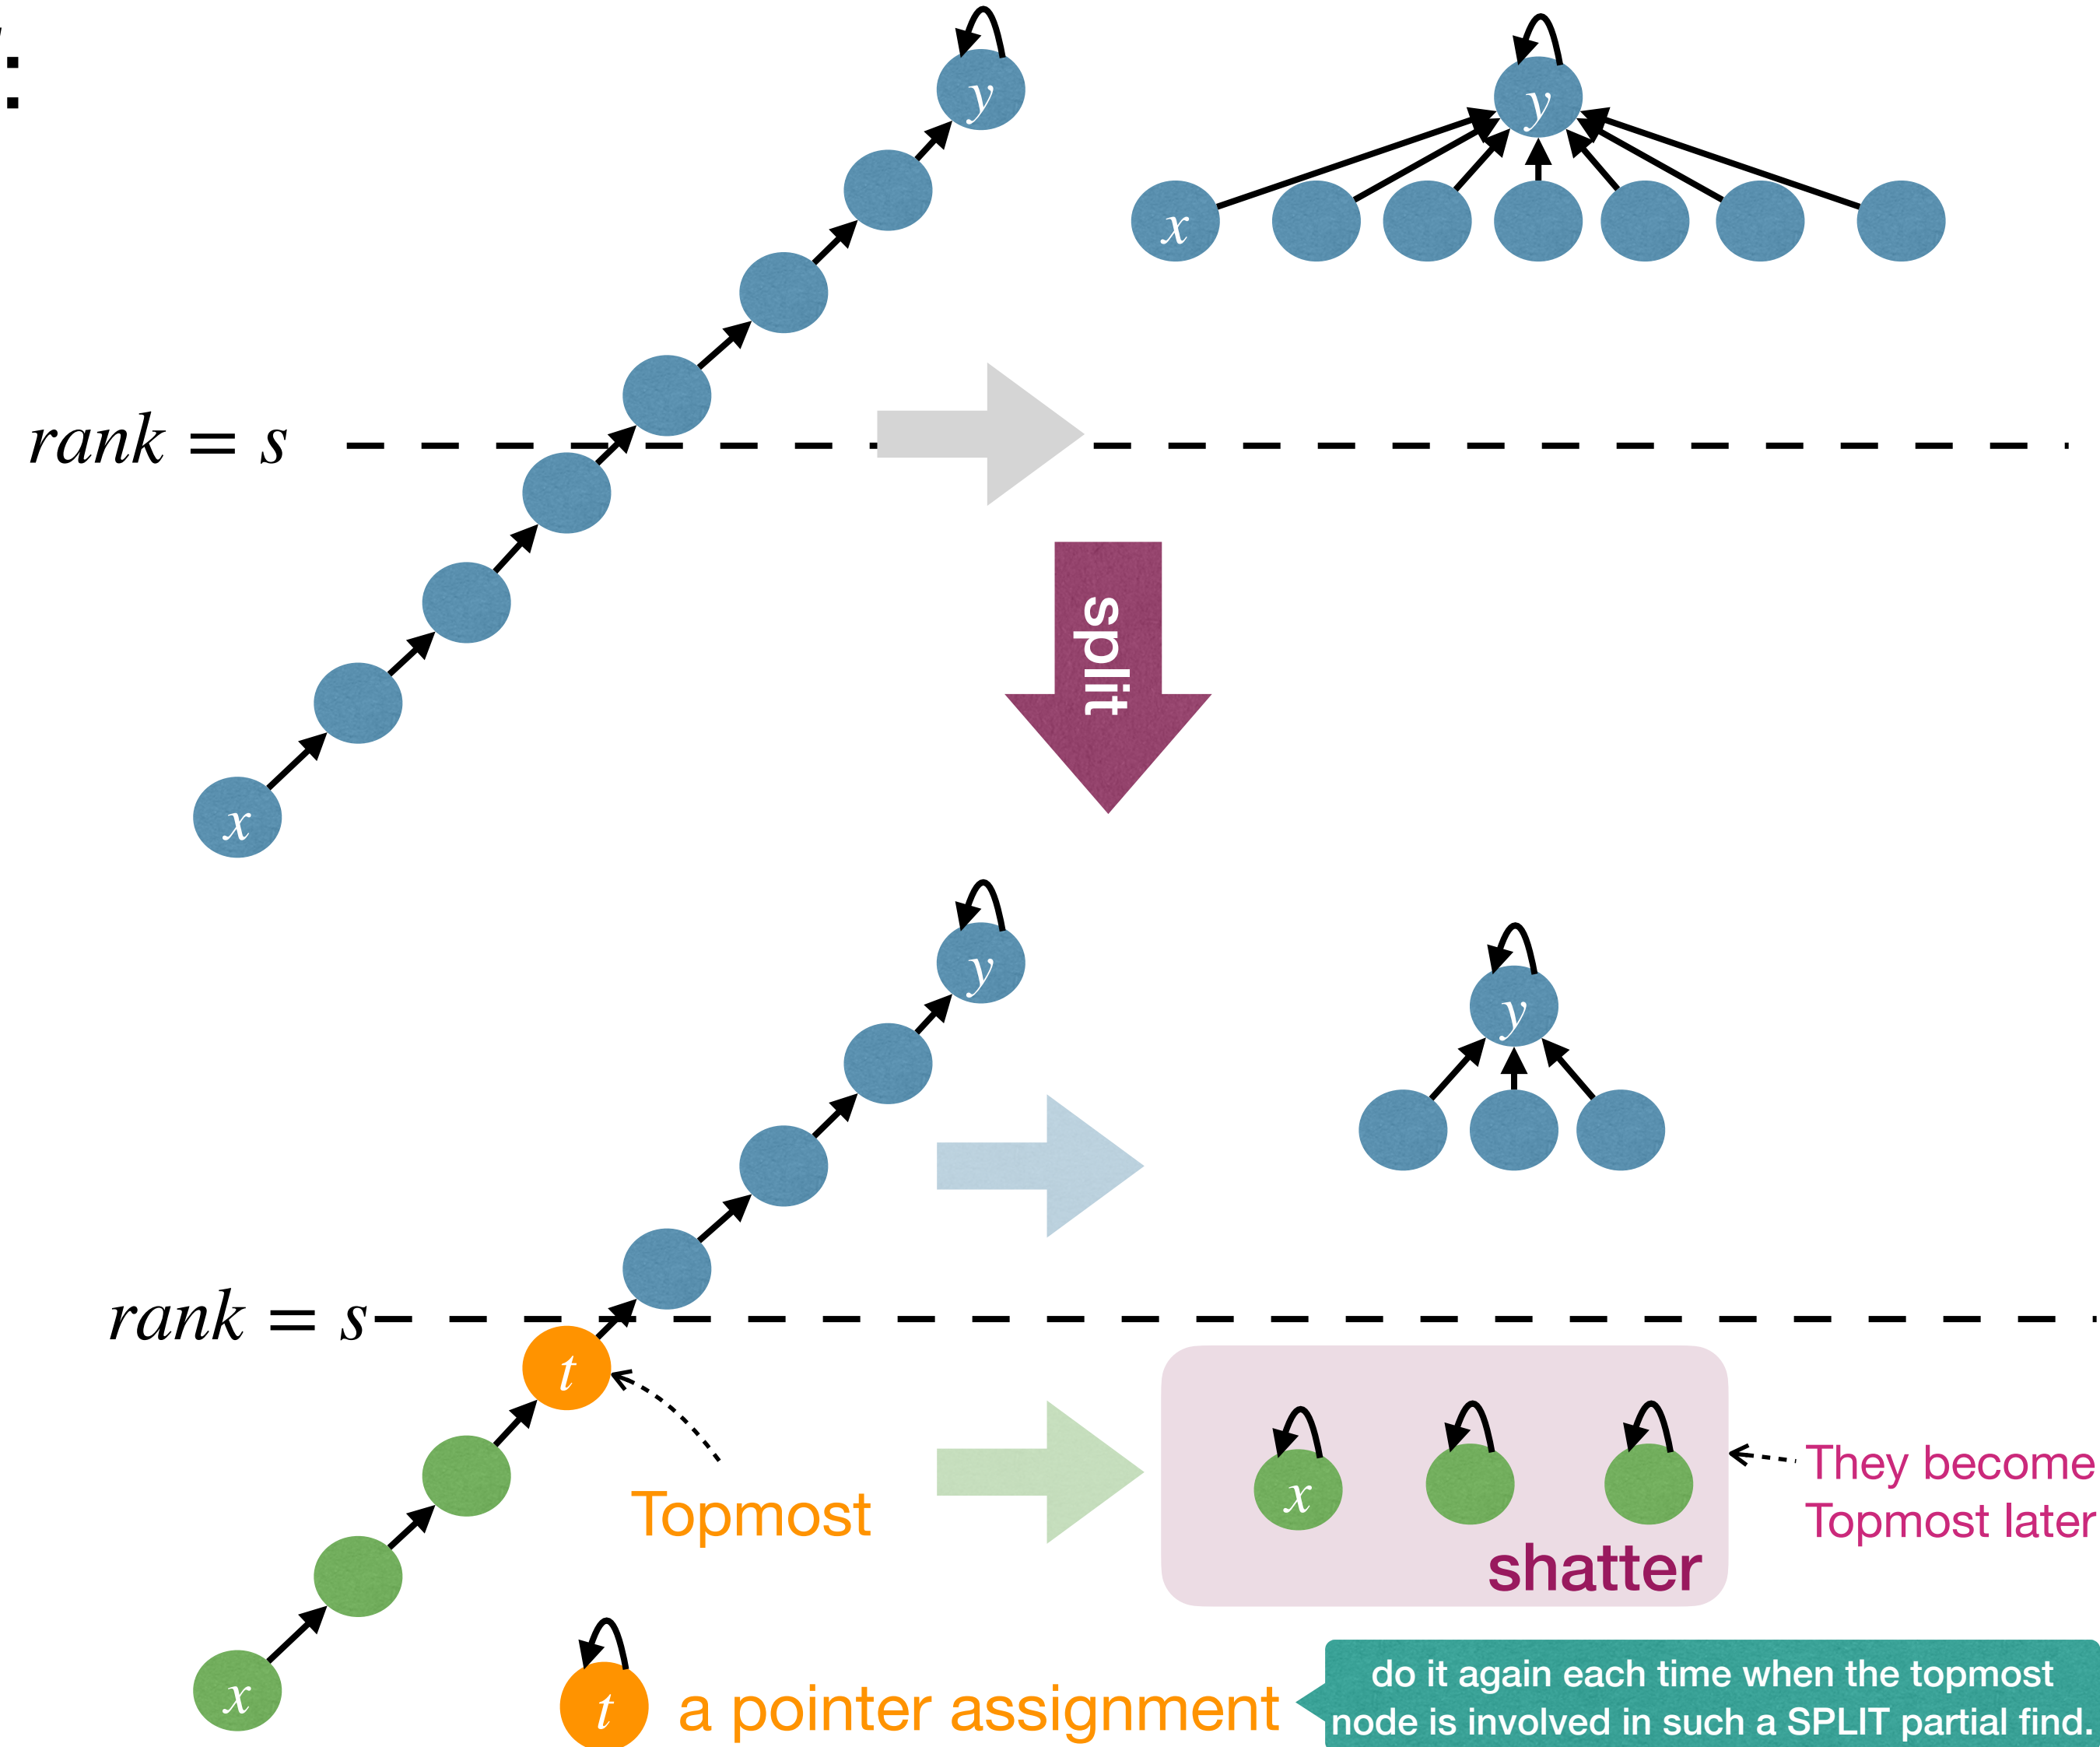 :
y
y
x
rank = s
split
x
y
y
rank = s
t
Topmost
x
They become
Topmost later
shatter
x
t
a pointer assignment
do it again each time when the topmost
node is involved in such a SPLIT partial find.